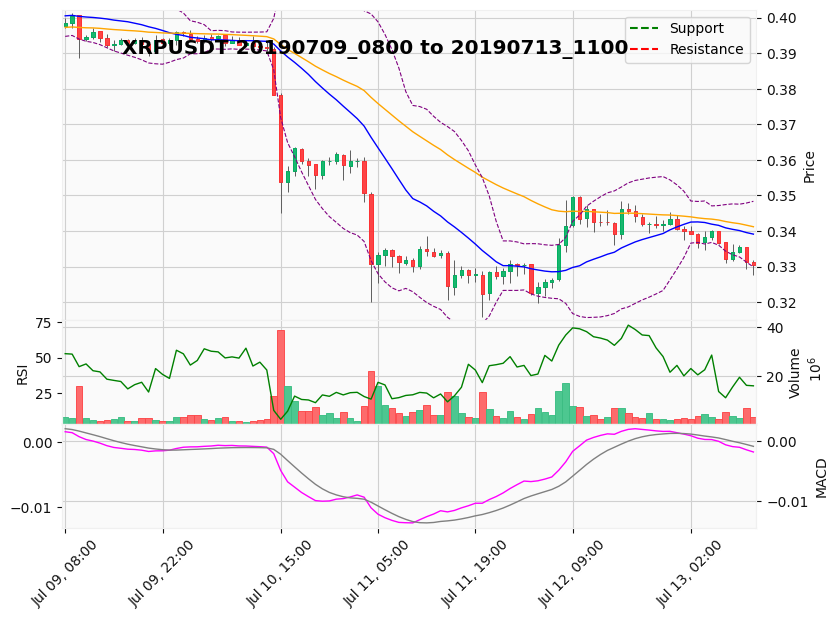 XRPUSDT 20190709_0800 to 20190713_1100
Support
Resistance
0.40
0.39
0.38
0.37
0.36
0.35
0.34
0.33
0.32
Price
75
50
25
RSI
40
20
Volume
10^6
0.00
−0.01
0.00
−0.01
MACD
Jul 09, 08:00
Jul 09, 22:00
Jul 10, 15:00
Jul 11, 05:00
Jul 11, 19:00
Jul 12, 09:00
Jul 13, 02:00